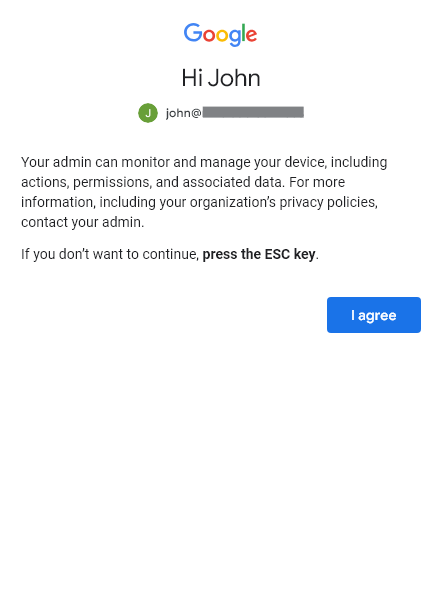 Google
Hi John
J john@
Your admin can monitor and manage your device, including
actions, permissions, and associated data. For more
information, including your organization’s privacy policies,
contact your admin.
If you don’t want to continue, press the ESC key.
I agree